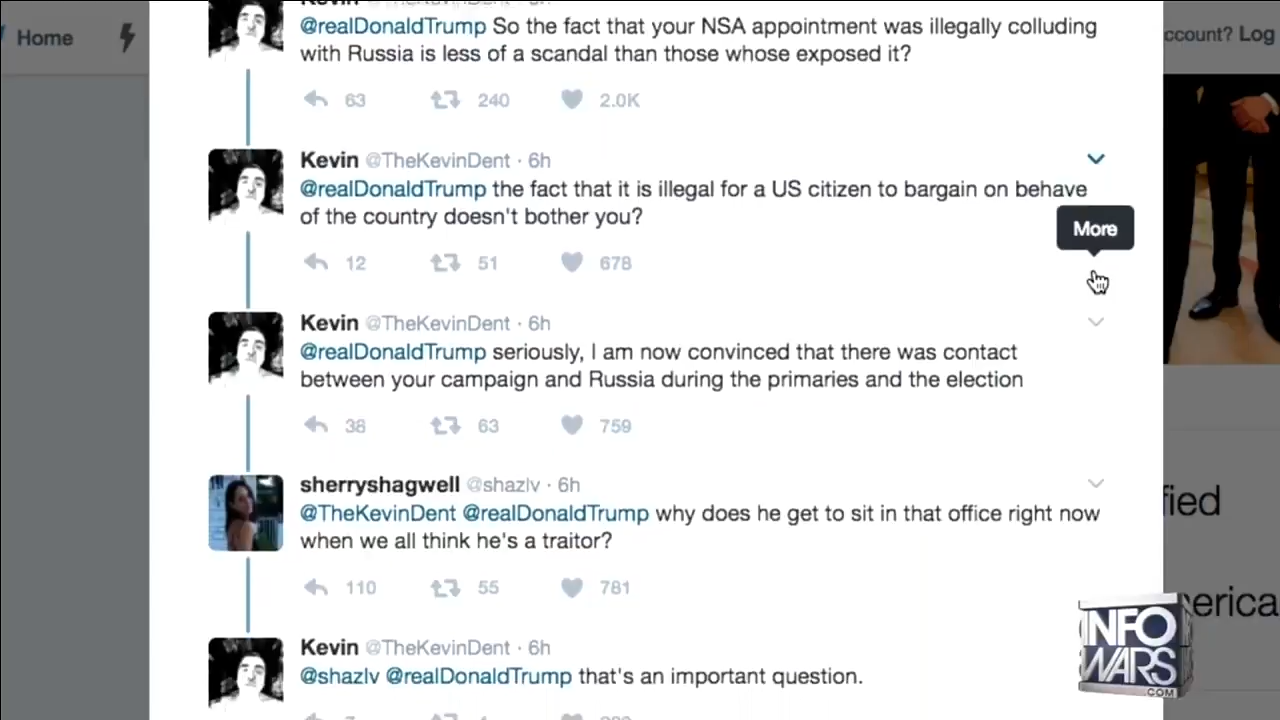 Home
ccount? Log
@realDonaldTrump So the fact that your NSA appointment was illegally colluding
with Russia is less of a scandal than those whose exposed it?
63 240 2.0K
Kevin @TheKevinDent · 6h
@realDonaldTrump the fact that it is illegal for a US citizen to bargain on behave
of the country doesn't bother you?
More
12 51 678
Kevin @TheKevinDent · 6h
@realDonaldTrump seriously, I am now convinced that there was contact
between your campaign and Russia during the primaries and the election
38 63 759
sherryshagwell @shazlv · 6h
@TheKevinDent @realDonaldTrump why does he get to sit in that office right now
when we all think he's a traitor?
110 55 781
Kevin @TheKevinDent · 6h
@shazlv @realDonaldTrump that's an important question.
fied
erica
INFO
WARS
.COM